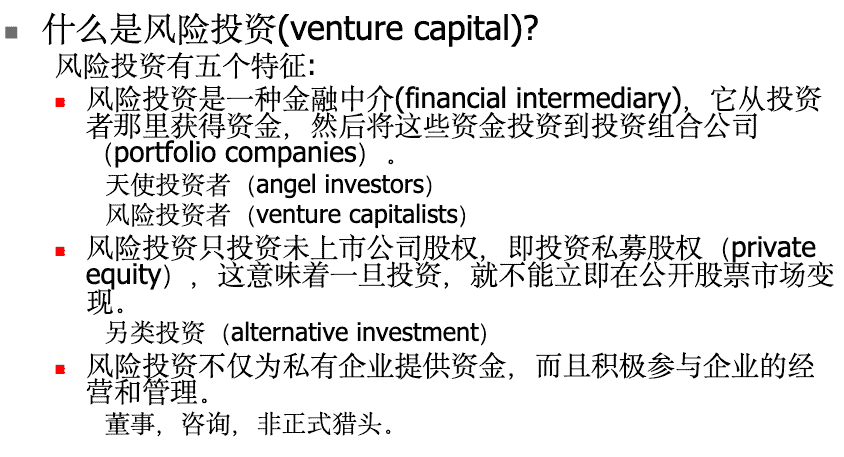 什么是风险投资(venture capital)?
风险投资有五个特征:
风险投资是一种金融中介(financial intermediary)，它从投资
者那里获得资金，然后将这些资金投资到投资组合公司
（portfolio companies）。
天使投资者（angel investors）
风险投资者（venture capitalists）
风险投资只投资未上市公司股权，即投资私募股权（private
equity），这意味着一旦投资，就不能立即在公开股票市场变
现。
另类投资（alternative investment）
风险投资不仅为私有企业提供资金，而且积极参与企业的经
营和管理。
董事，咨询，非正式猎头。